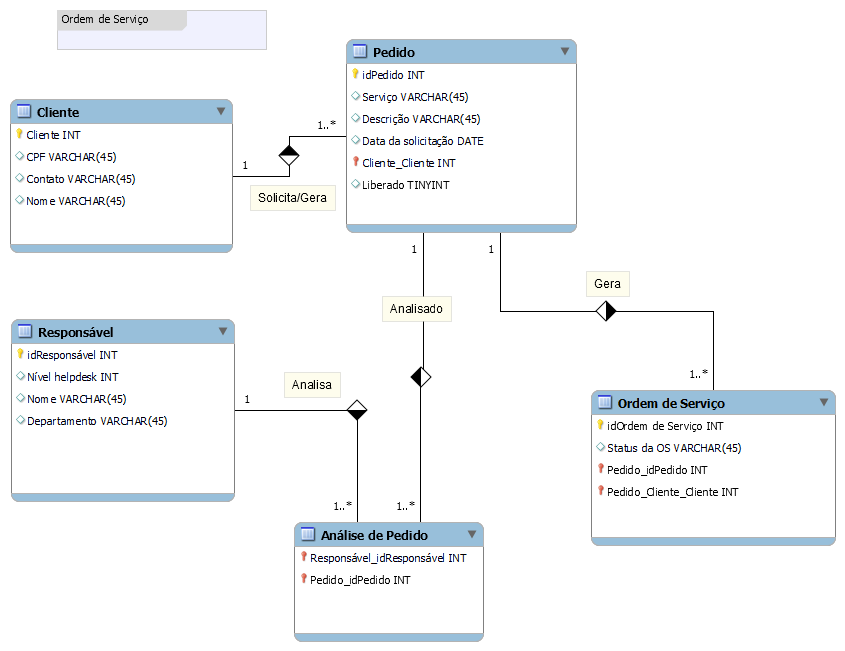 Ordem de Serviço
Pedido
idPedido INT
Serviço VARCHAR(45)
Descrição VARCHAR(45)
Data da solicitação DATE
Cliente_Cliente INT
Liberado TINYINT
Cliente
Cliente INT
CPF VARCHAR(45)
Contato VARCHAR(45)
Nome VARCHAR(45)
1..*
1
Solicita/Gera
1
1
Gera
Analisado
Responsável
idResponsável INT
Nível helpdesk INT
Nome VARCHAR(45)
Departamento VARCHAR(45)
Analisa
1
1..*
1..*
1..*
Ordem de Serviço
idOrdem de Serviço INT
Status da OS VARCHAR(45)
Pedido_idPedido INT
Pedido_Cliente_Cliente INT
Análise de Pedido
Responsável_idResponsável INT
Pedido_idPedido INT